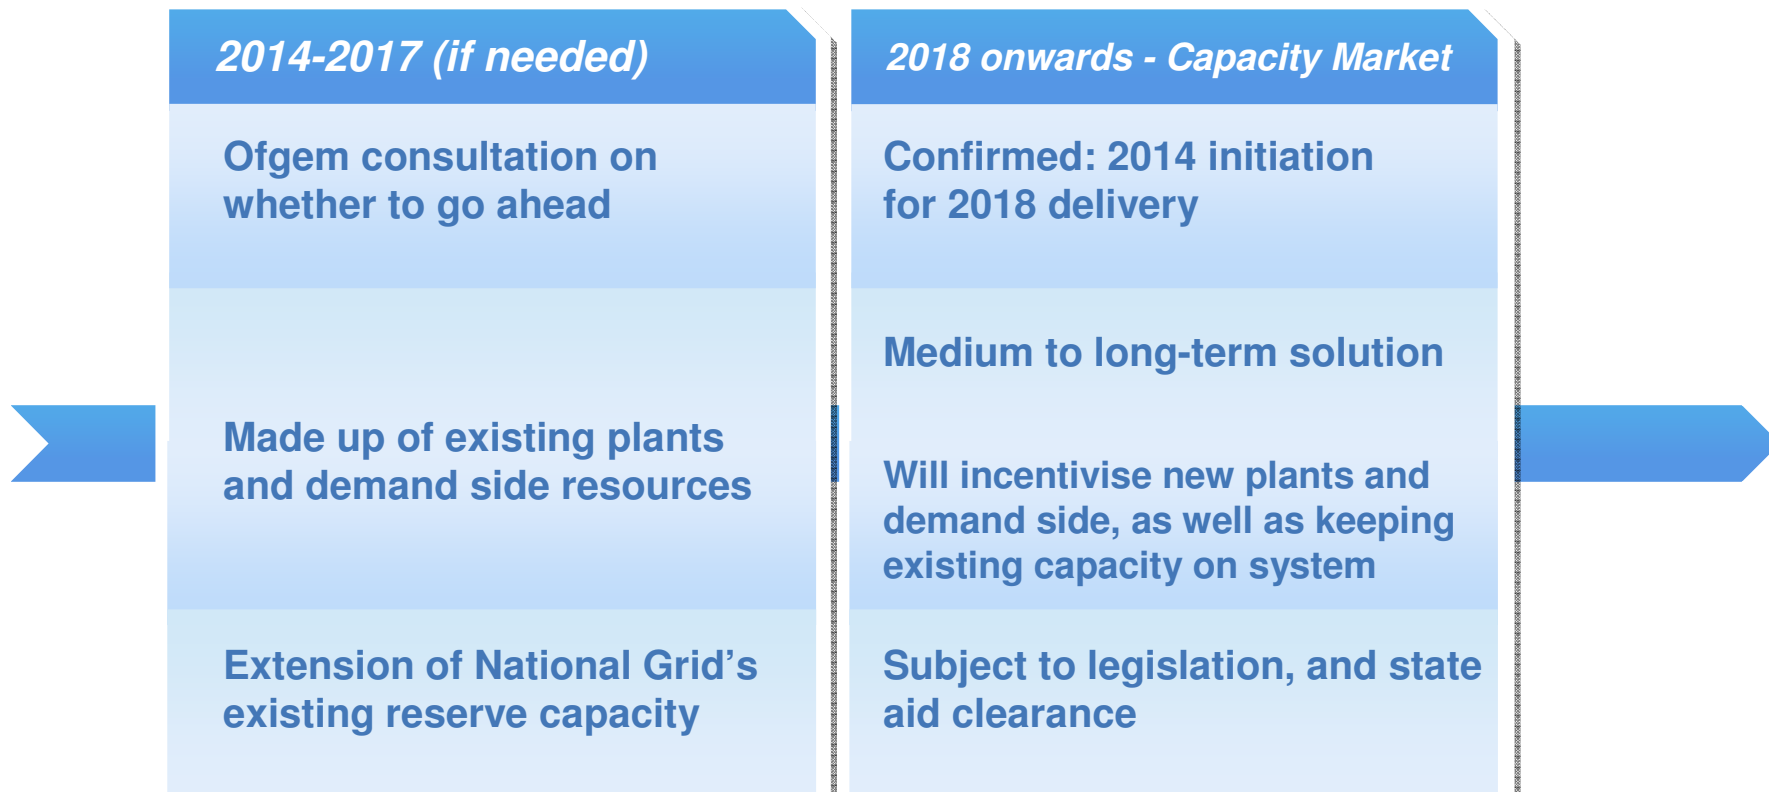 2014-2017 (if needed)
Ofgem consultation on
whether to go ahead
Made up of existing plants
and demand side resources
Extension of National Grid’s
existing reserve capacity
2018 onwards - Capacity Market
Confirmed: 2014 initiation
for 2018 delivery
Medium to long-term solution
Will incentivise new plants and
demand side, as well as keeping
existing capacity on system
Subject to legislation, and state
aid clearance